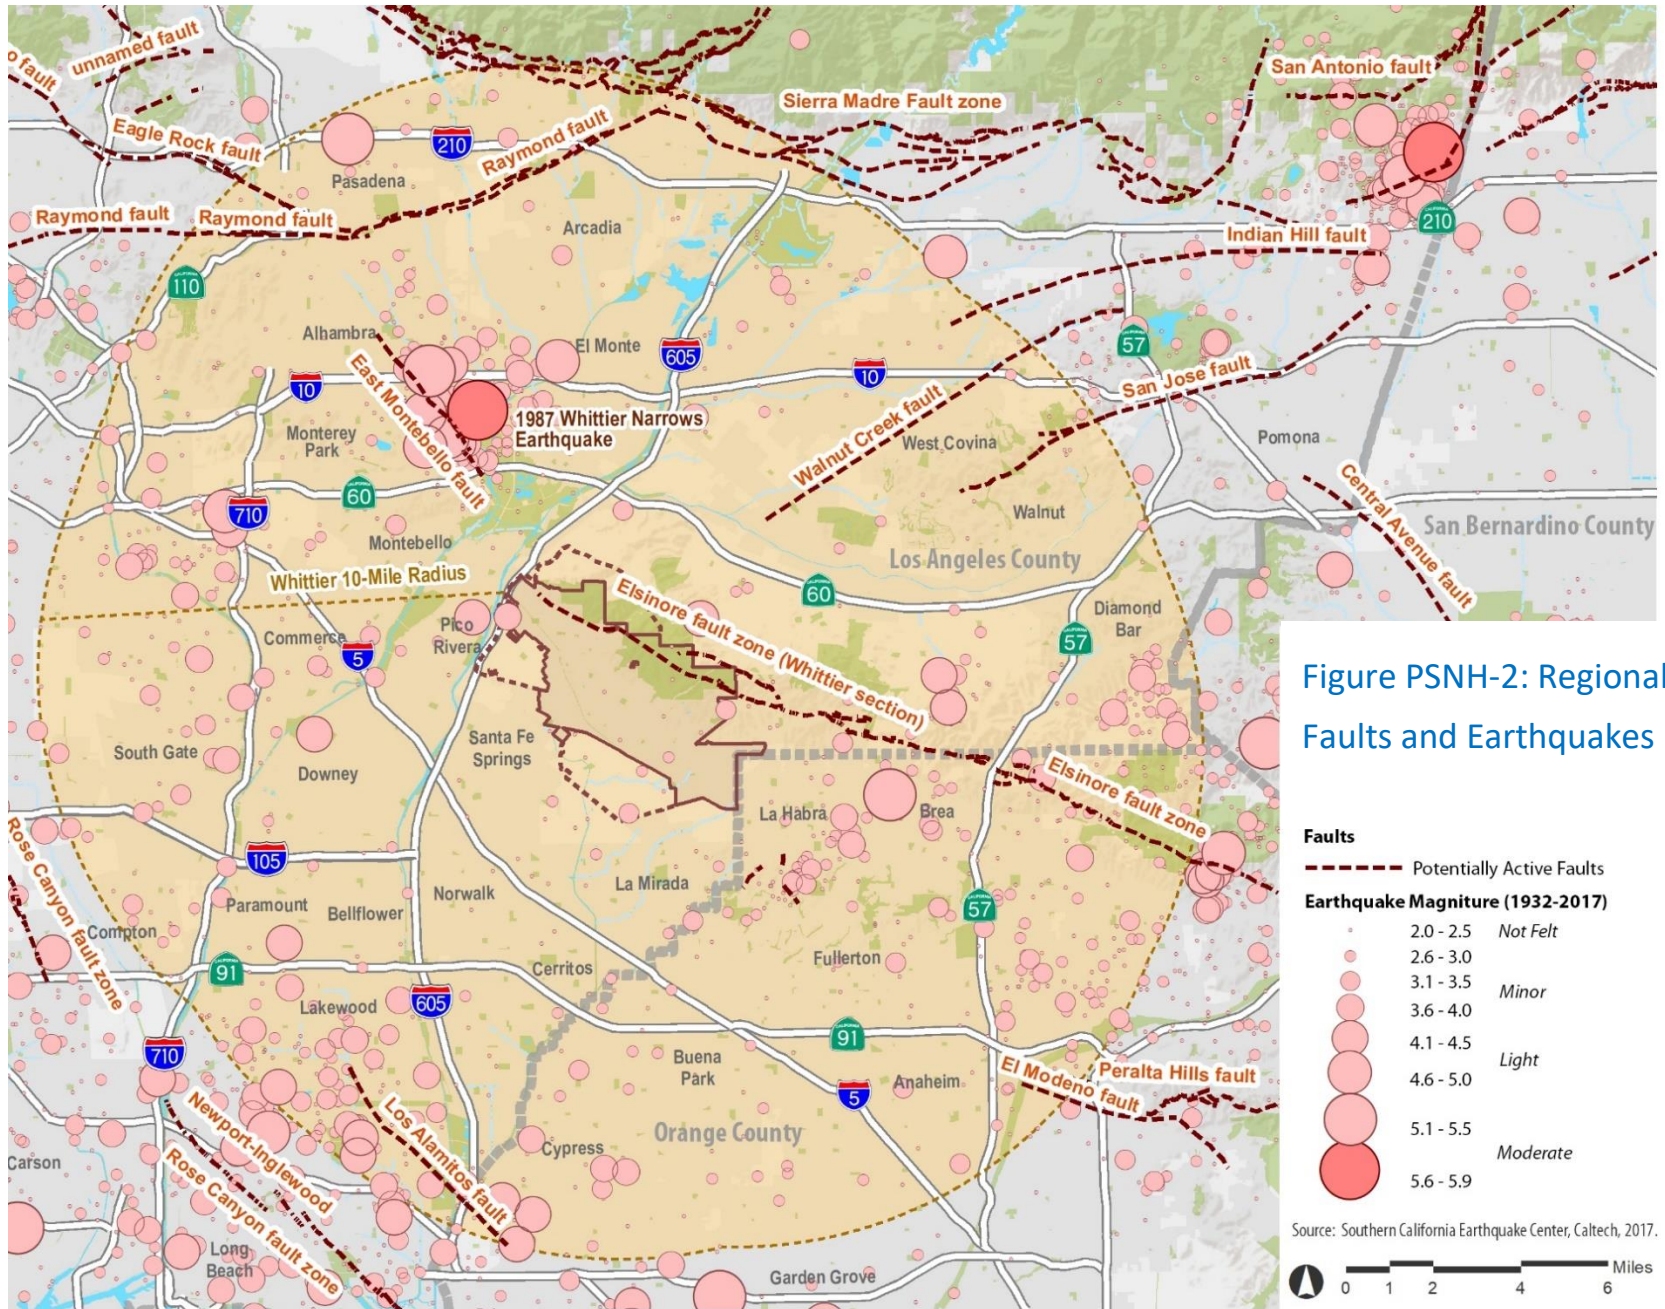 unnamed fault
o fault
San Antonio fault
Sierra Madre Fault zone
Eagle Rock fault
210
Raymond fault
Pasadena
Raymond fault
Raymond fault
Arcadia
CALIFORNIA
210
Indian Hill fault
CALIFORNIA
110
Alhambra
El Monte
605
CALIFORNIA
57
10
10
San Jose fault
East Montebello fault
1987 Whittier Narrows
Earthquake
Walnut Creek fault
West Covina
Pomona
Monterey
Park
CALIFORNIA
60
710
Central Avenue fault
Walnut
San Bernardino County
Montebello
Los Angeles County
Whittier 10-Mile Radius
Elsinore fault zone (Whittier section)
CALIFORNIA
60
Diamond
Bar
Commerce
Pico
Rivera
CALIFORNIA
57
5
South Gate
Santa Fe
Springs
Downey
Elsinore fault zone
La Habra
Brea
Rose Canyon fault zone
105
La Mirada
Norwalk
Paramount
Bellflower
CALIFORNIA
57
Compton
Fullerton
CALIFORNIA
91
Cerritos
Lakewood
605
CALIFORNIA
91
710
Buena
Park
Anaheim
Peralta Hills fault
El Modeno fault
5
Los Alamitos fault
Newport-Inglewood
Rose Canyon fault zone
Orange County
Cypress
Carson
Long
Beach
Garden Grove
Figure PSNH-2: Regional
Faults and Earthquakes
Faults
Potentially Active Faults
Earthquake Magniture (1932-2017)
2.0 - 2.5 Not Felt
2.6 - 3.0
3.1 - 3.5
Minor
3.6 - 4.0
4.1 - 4.5
Light
4.6 - 5.0
5.1 - 5.5
Moderate
5.6 - 5.9
Source: Southern California Earthquake Center, Caltech, 2017.
Miles
0 1 2 4 6